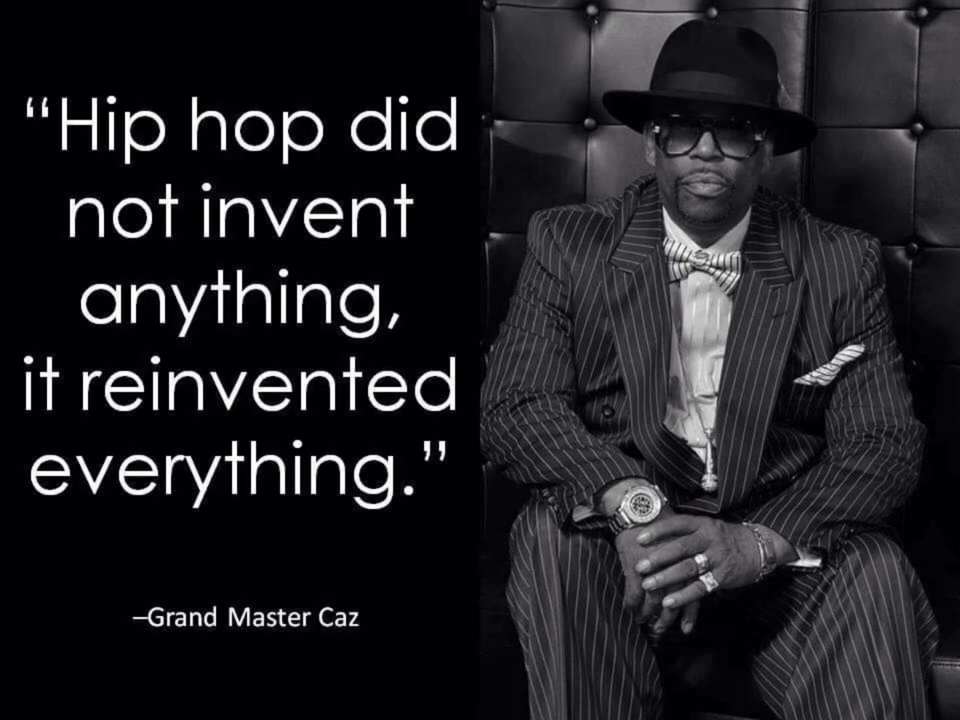 “Hip hop did
not invent
anything,
it reinvented
everything.”
–Grand Master Caz